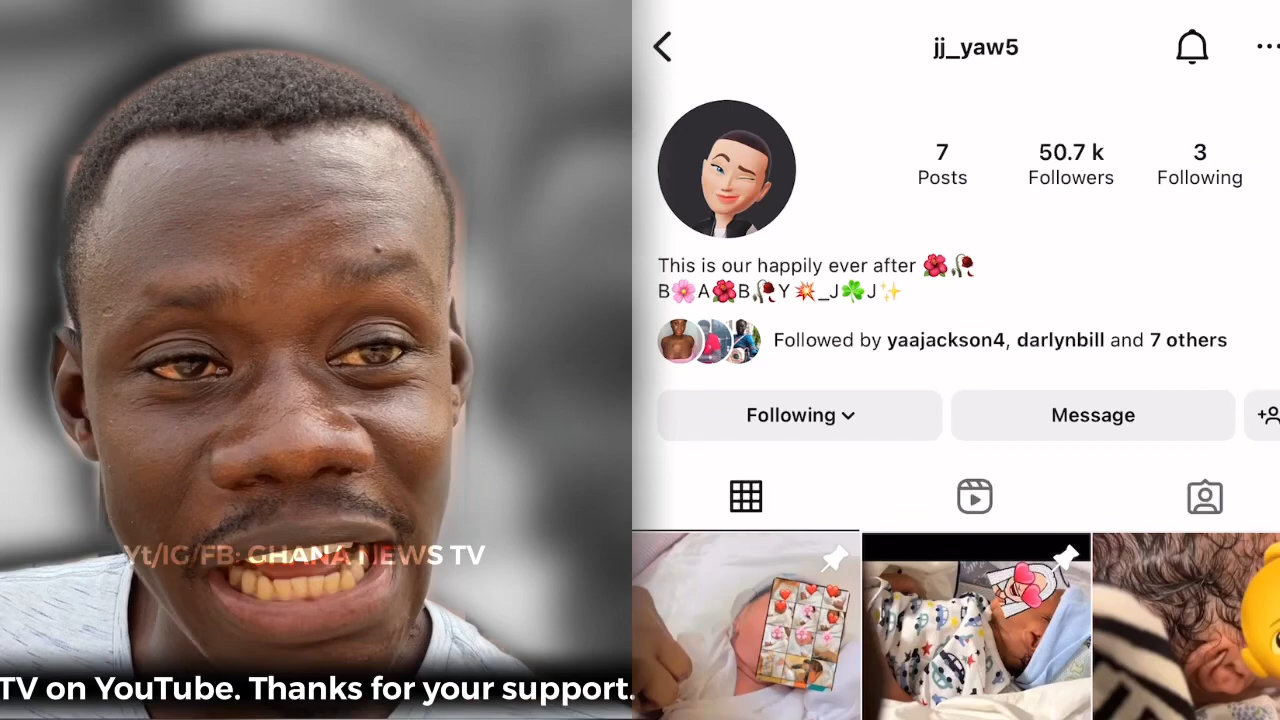 Yt/IG/FB: GHANA NEWS TV
TV on YouTube. Thanks for your support.
jj_yaw5
7
Posts
50.7 k
Followers
3
Following
This is our happily ever after 🌺🥀
B🌸A🌺B🥀Y💥_J☘️J✨
Followed by yaajackson4, darlynbill and 7 others
Following
Message